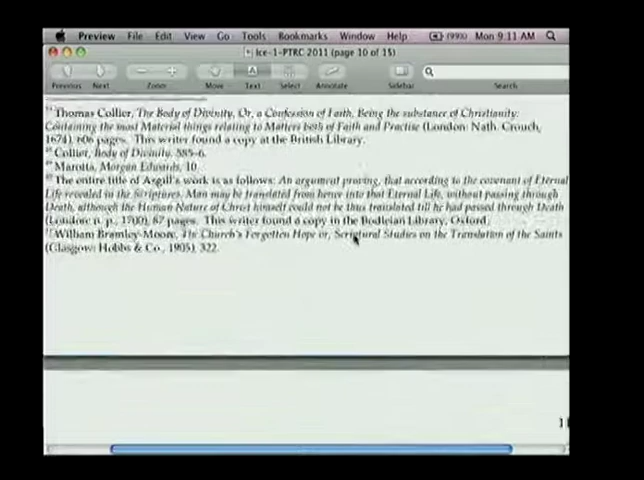 Preview File Edit View Go Tools Bookmarks Window Help Mon 9:11 AM
Ice-1-PTRC 2011 (page 10 of 15)
Previous Next Zoom Move Text Select Annotate Sidebar Search
Thomas Collier, The Body of Divinity, Or, a Confession of Faith, Being the substance of Christianity:
Containing the most Material things relating to Matters both of Faith and Practise (London: Nath. Crouch,
1674), 606 pages. This writer found a copy at the British Library.
Collier, Body of Divinity, 585-6.
Marotta, Morgan Edwards, 10.
The entire title of Asgill's work is as follows: An argument proving, that according to the covenant of Eternal
Life revealed in the Scriptures, Man may be translated from hence into that Eternal Life, without passing through
Death, although the Human Nature of Christ himself could not be thus translated till he had passed through Death
(London: n. p., 1700), 87 pages. This writer found a copy in the Bodleian Library, Oxford.
William Bramley-Moore, The Church's Forgotten Hope or, Scriptural Studies on the Translation of the Saints
(Glasgow: Hobbs & Co., 1905), 322.